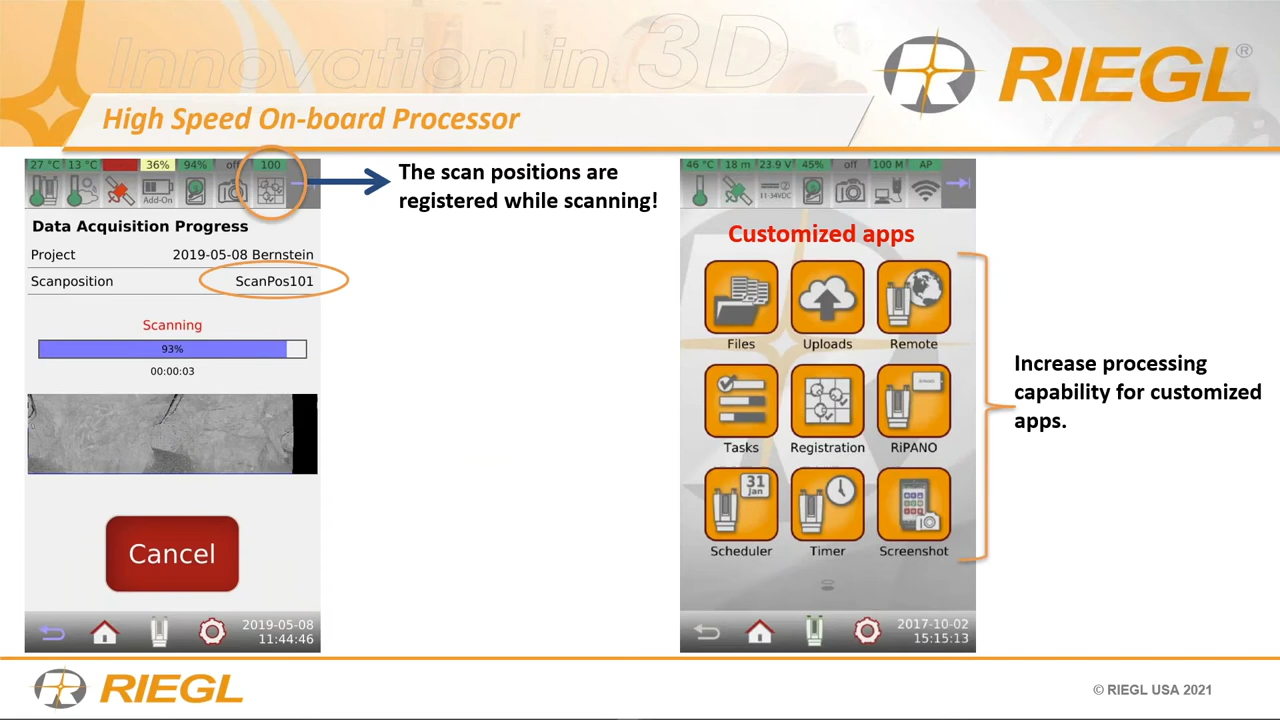 Innovation in 3D
RIEGL®
High Speed On-board Processor
27 °C 13 °C 36% 94% off 100
Add-On
The scan positions are
registered while scanning!
Data Acquisition Progress
Project 2019-05-08 Bernstein
Scanposition ScanPos101
Scanning
93%
00:00:03
Cancel
2019-05-08
11:44:46
46 °C 18 m 23.9 V 45% off 100 M AP
11-34VDC
Customized apps
Files Uploads Remote
Tasks Registration RiPANO
31
Jan
Scheduler Timer Screenshot
2017-10-02
15:15:13
Increase processing
capability for customized
apps.
RIEGL
© RIEGL USA 2021